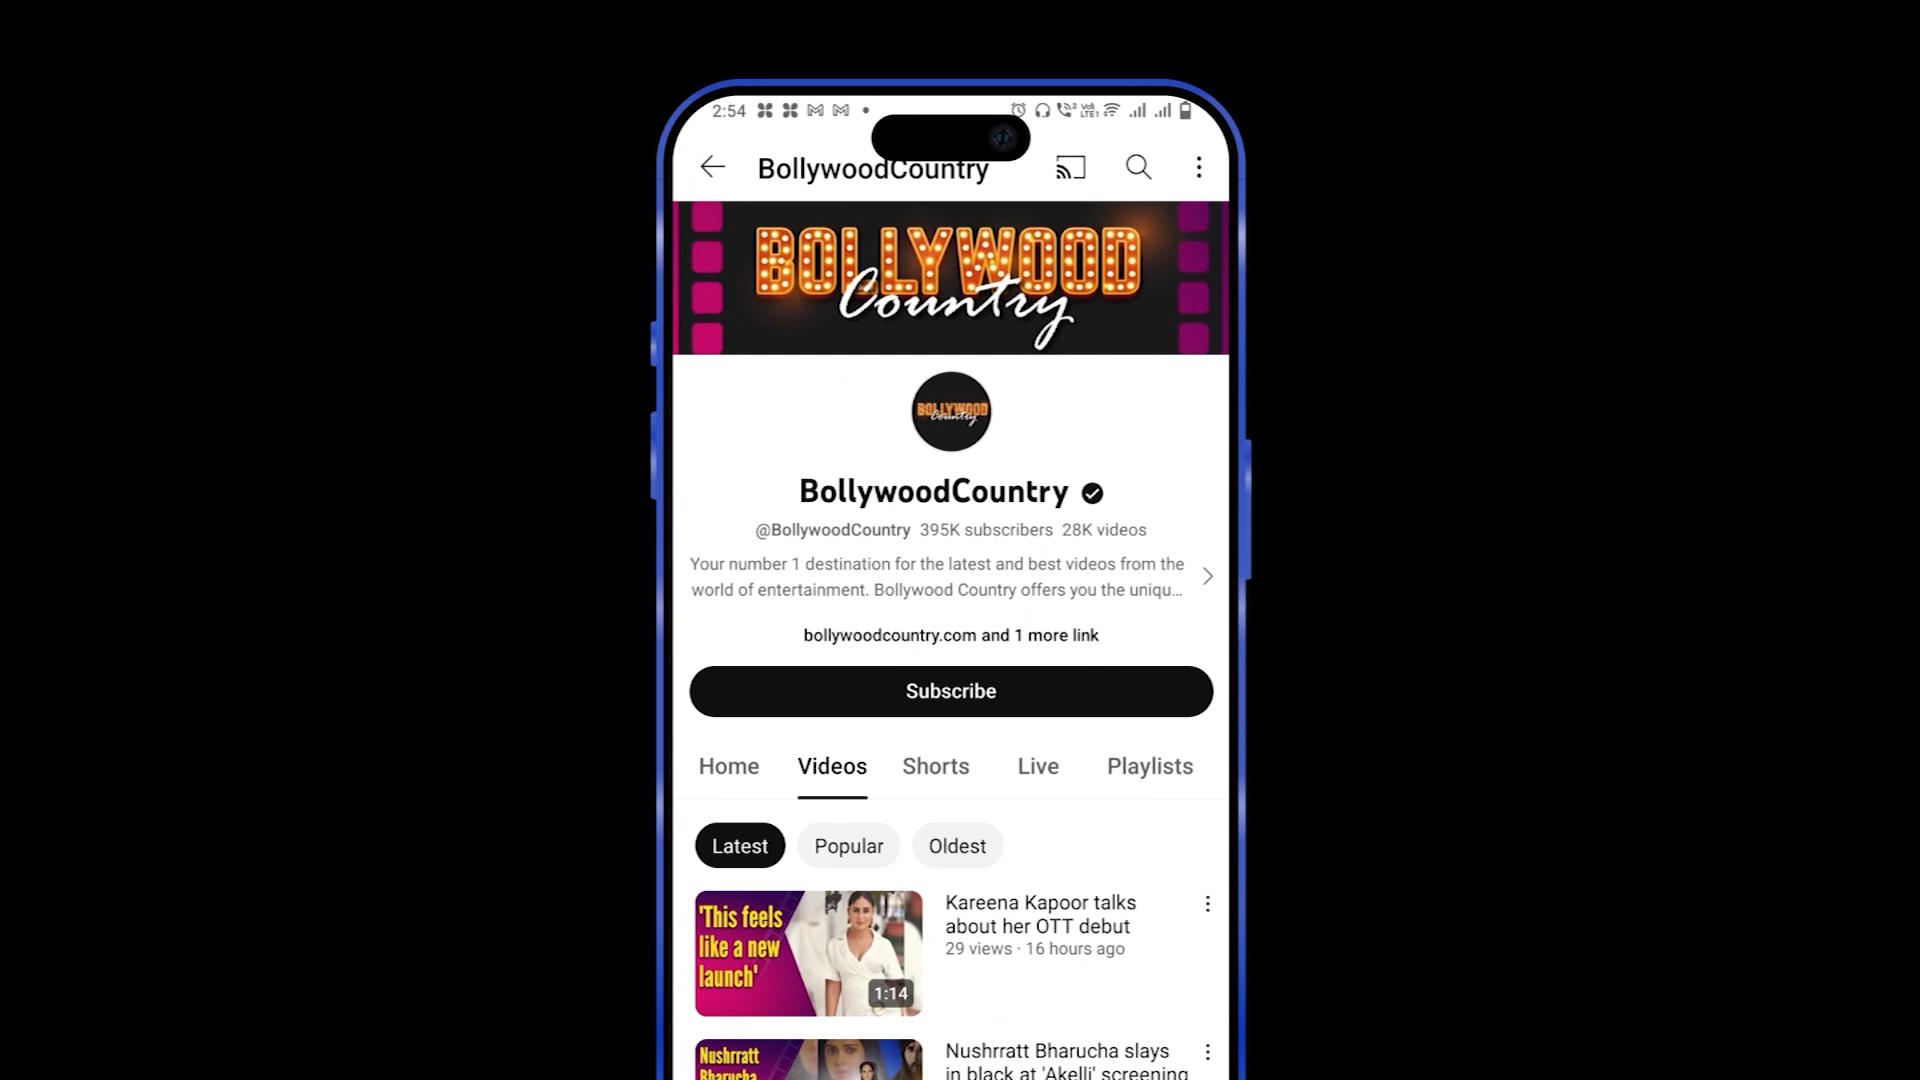 2:54
BollywoodCountry
BOLLYWOOD
Country
BOLLYWOOD
Country
BollywoodCountry
@BollywoodCountry 395K subscribers 28K videos
Your number 1 destination for the latest and best videos from the
world of entertainment. Bollywood Country offers you the uniqu...
bollywoodcountry.com and 1 more link
Subscribe
Home Videos Shorts Live Playlists
Latest Popular Oldest
'This feels
like a new
launch'
1:14
Kareena Kapoor talks
about her OTT debut
29 views · 16 hours ago
Nushrratt
Bharucha
Nushrratt Bharucha slays
in black at 'Akelli' screening